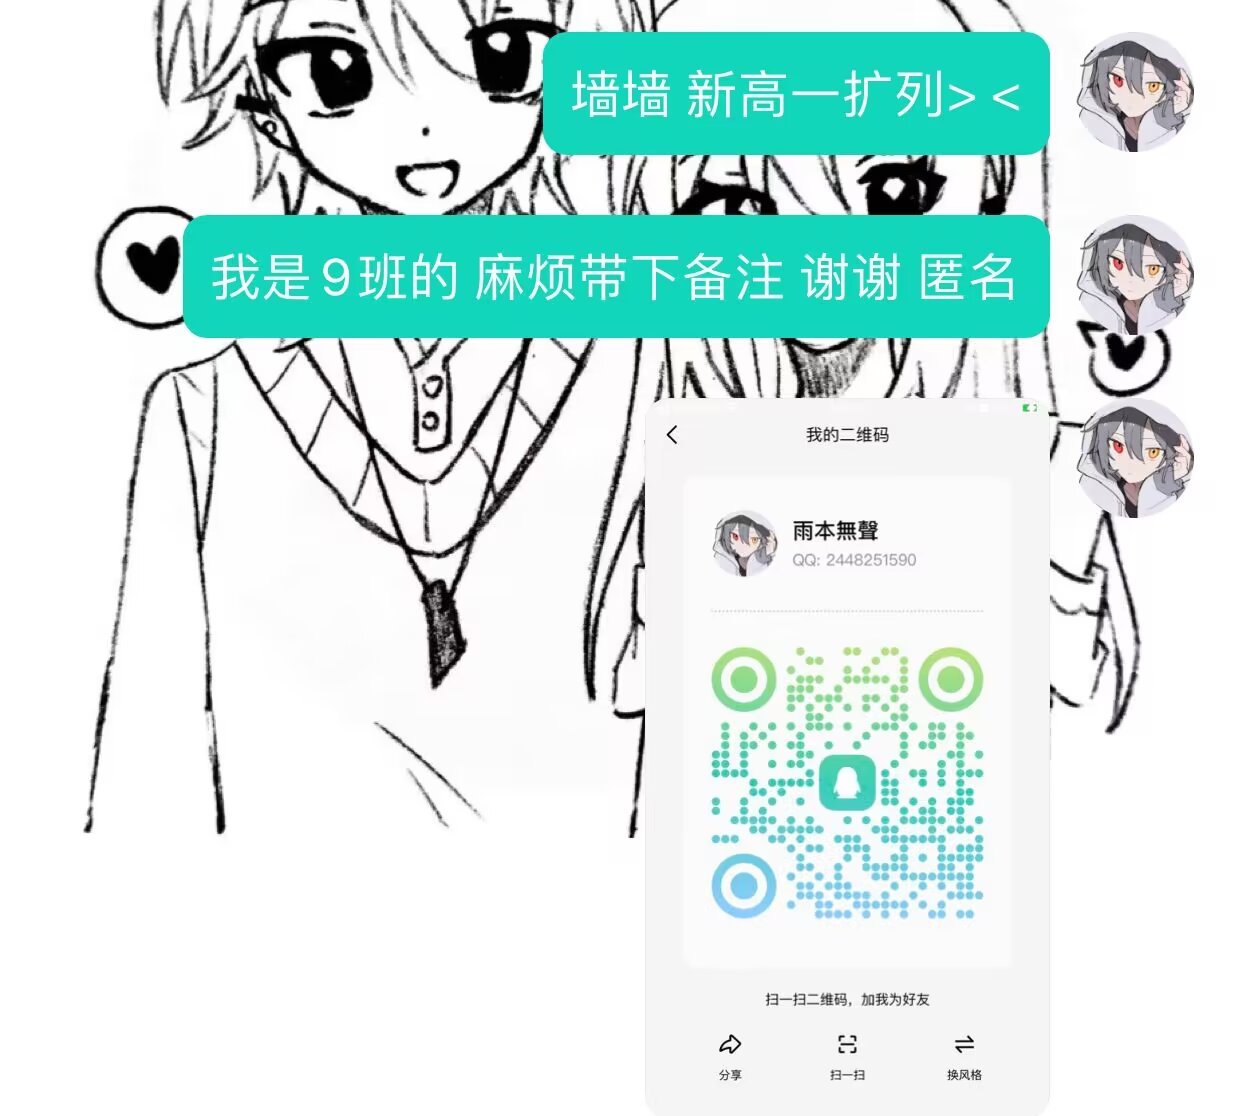 墙墙 新高一扩列> <
我是9班的 麻烦带下备注 谢谢 匿名
我的二维码
雨本無聲
QQ: 2448251590
扫一扫二维码，加我为好友
分享
扫一扫
换风格